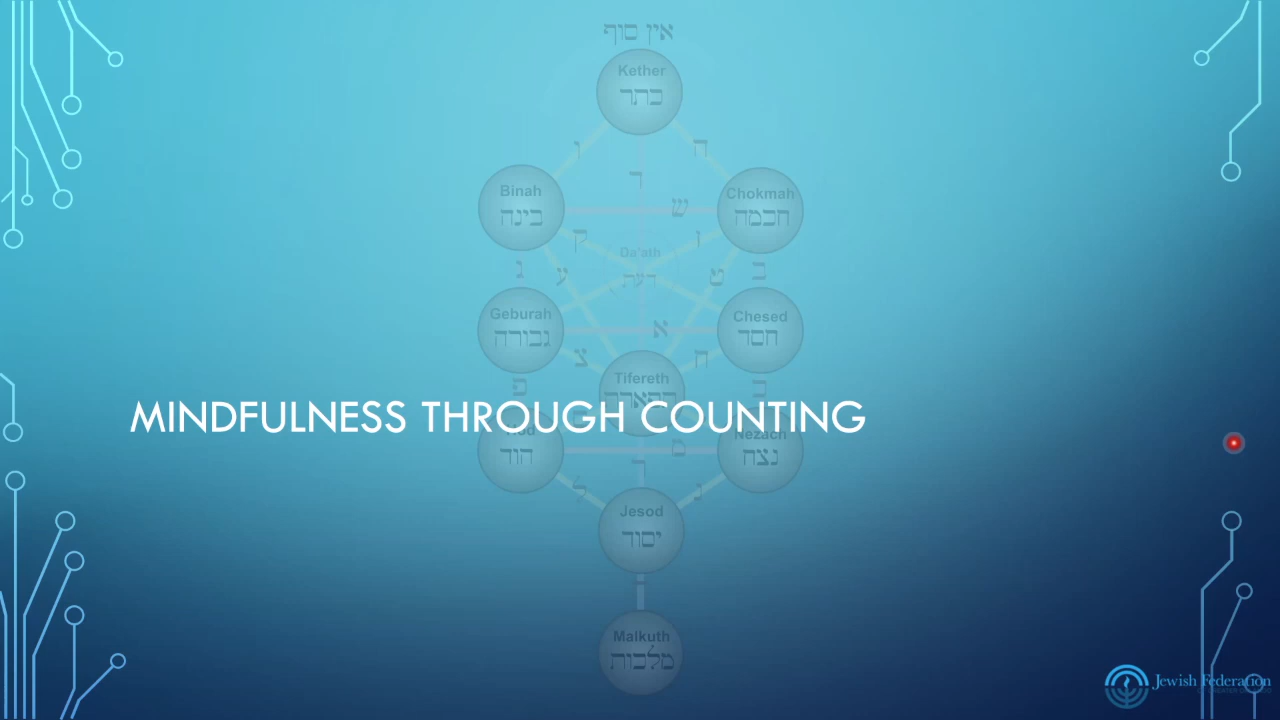 אין סוף
Kether
כתר
ו
ה
Binah
בינה
ר
ש
Chokmah
חכמה
ק
ו
Da'ath
דעת
ג
ע
ט
ב
Geburah
גבורה
א
Chesed
חסד
צ
ח
Tifereth
פ
MINDFULNESS THROUGH COUNTING
Hod
הוד
ס
Nezach
נצח
ל
נ
Jesod
יסוד
Malkuth
מלכות
Jewish Federation